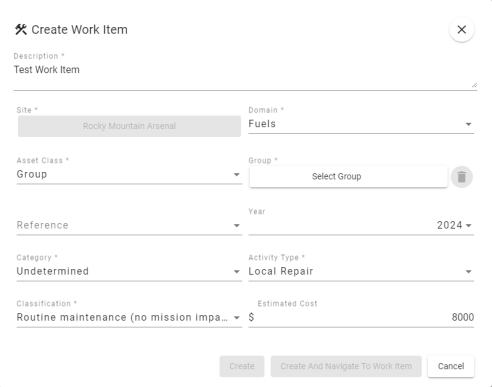 Create Work Item
Description *
Test Work Item
Site *
Domain *
Rocky Mountain Arsenal
Fuels
Asset Class *
Group *
Group
Select Group
Year
Reference
2024
Category *
Activity Type *
Undetermined
Local Repair
Classification *
Estimated Cost
Routine maintenance (no mission impa...
$ 8000
Create
Create And Navigate To Work Item
Cancel